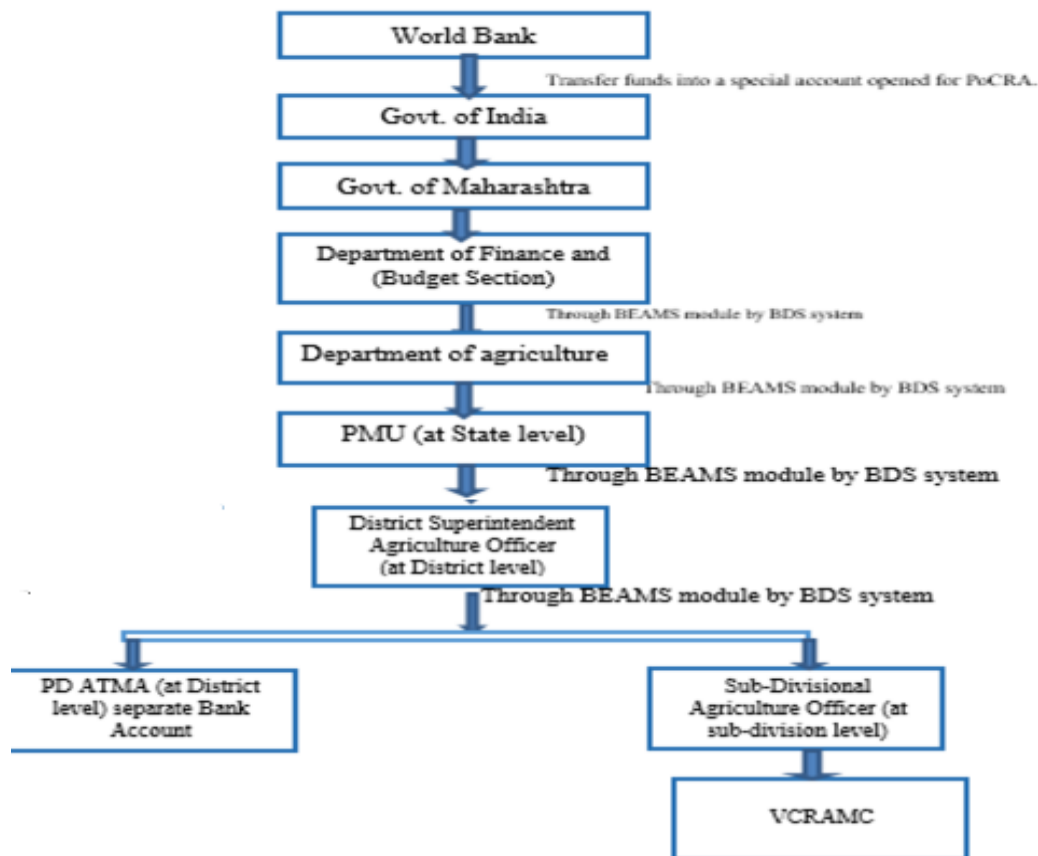 World Bank
Transfer funds into a special account opened for PoCRA.
Govt. of India
Govt. of Maharashtra
Department of Finance and
(Budget Section)
Through BEAMS module by BDS system
Department of agriculture
Through BEAMS module by BDS system
PMU (at State level)
Through BEAMS module by BDS system
District Superintendent
Agriculture Officer
(at District level)
Through BEAMS module by BDS system
PD ATMA (at District
level) separate Bank
Account
Sub-Divisional
Agriculture Officer (at
sub-division level)
VCRAMC